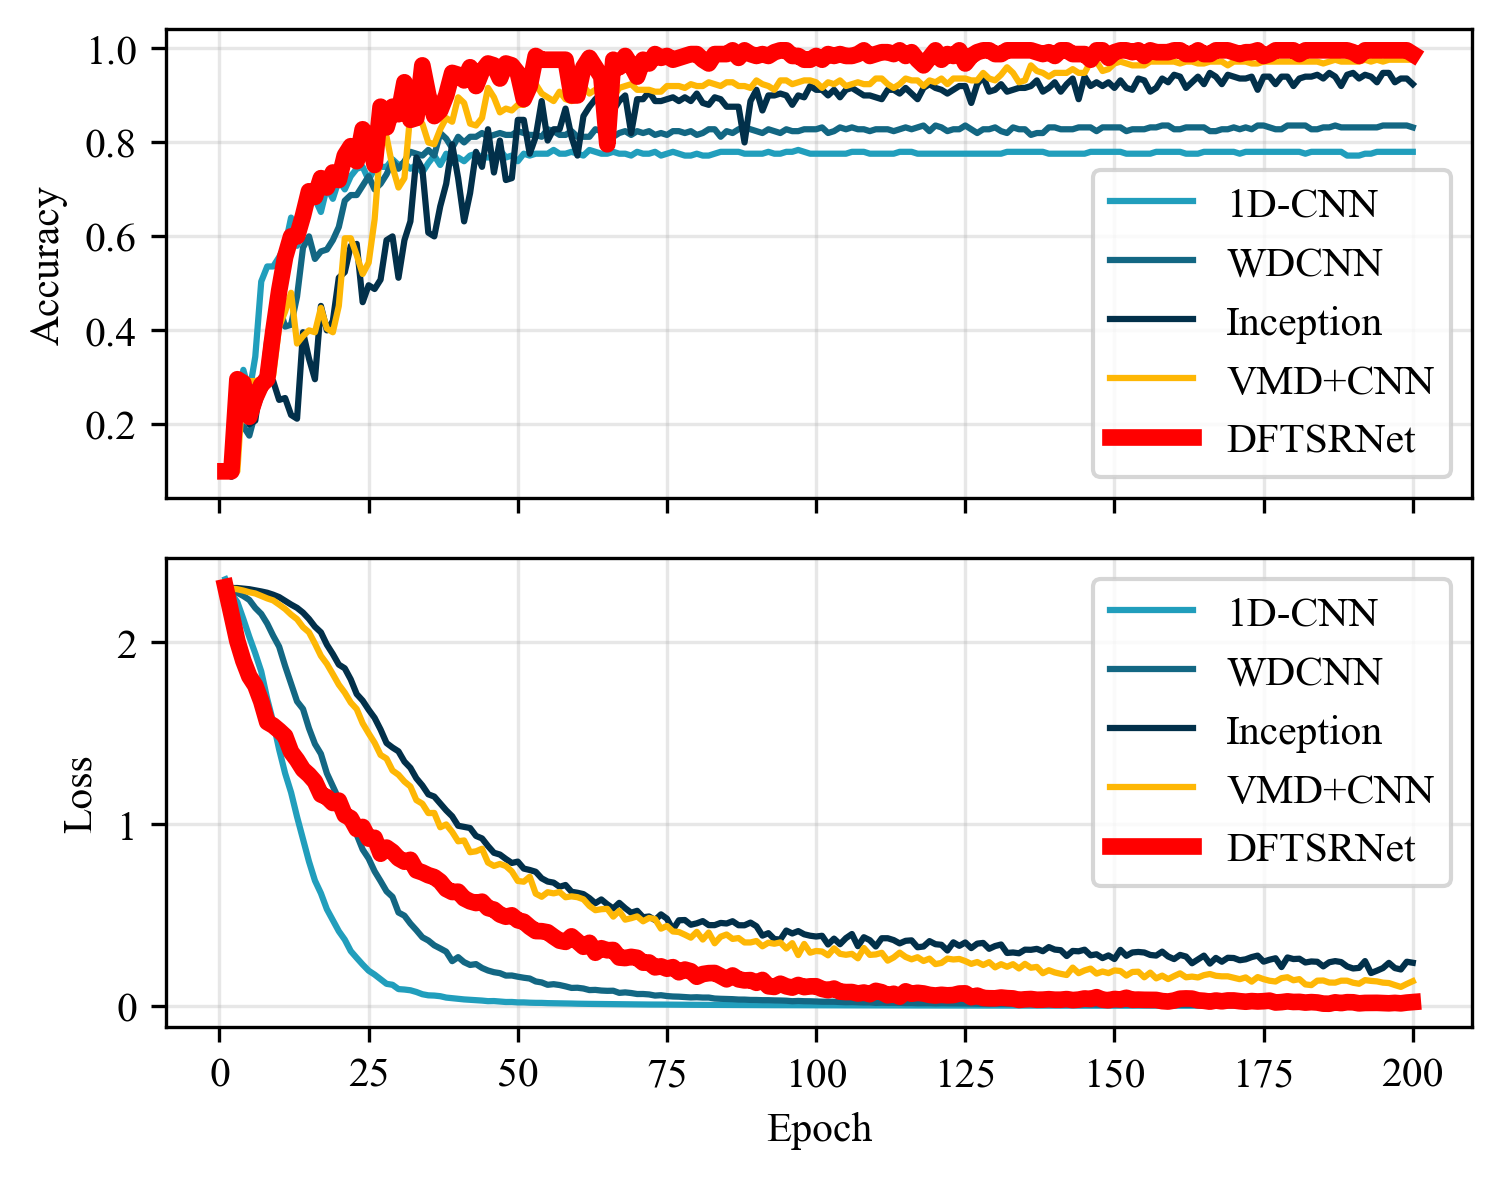 1.0
0.8
0.6
0.4
0.2
Accuracy
1D-CNN
WDCNN
Inception
VMD+CNN
DFTSRNet
2
1
0
Loss
1D-CNN
WDCNN
Inception
VMD+CNN
DFTSRNet
0 25 50 75 100 125 150 175 200
Epoch